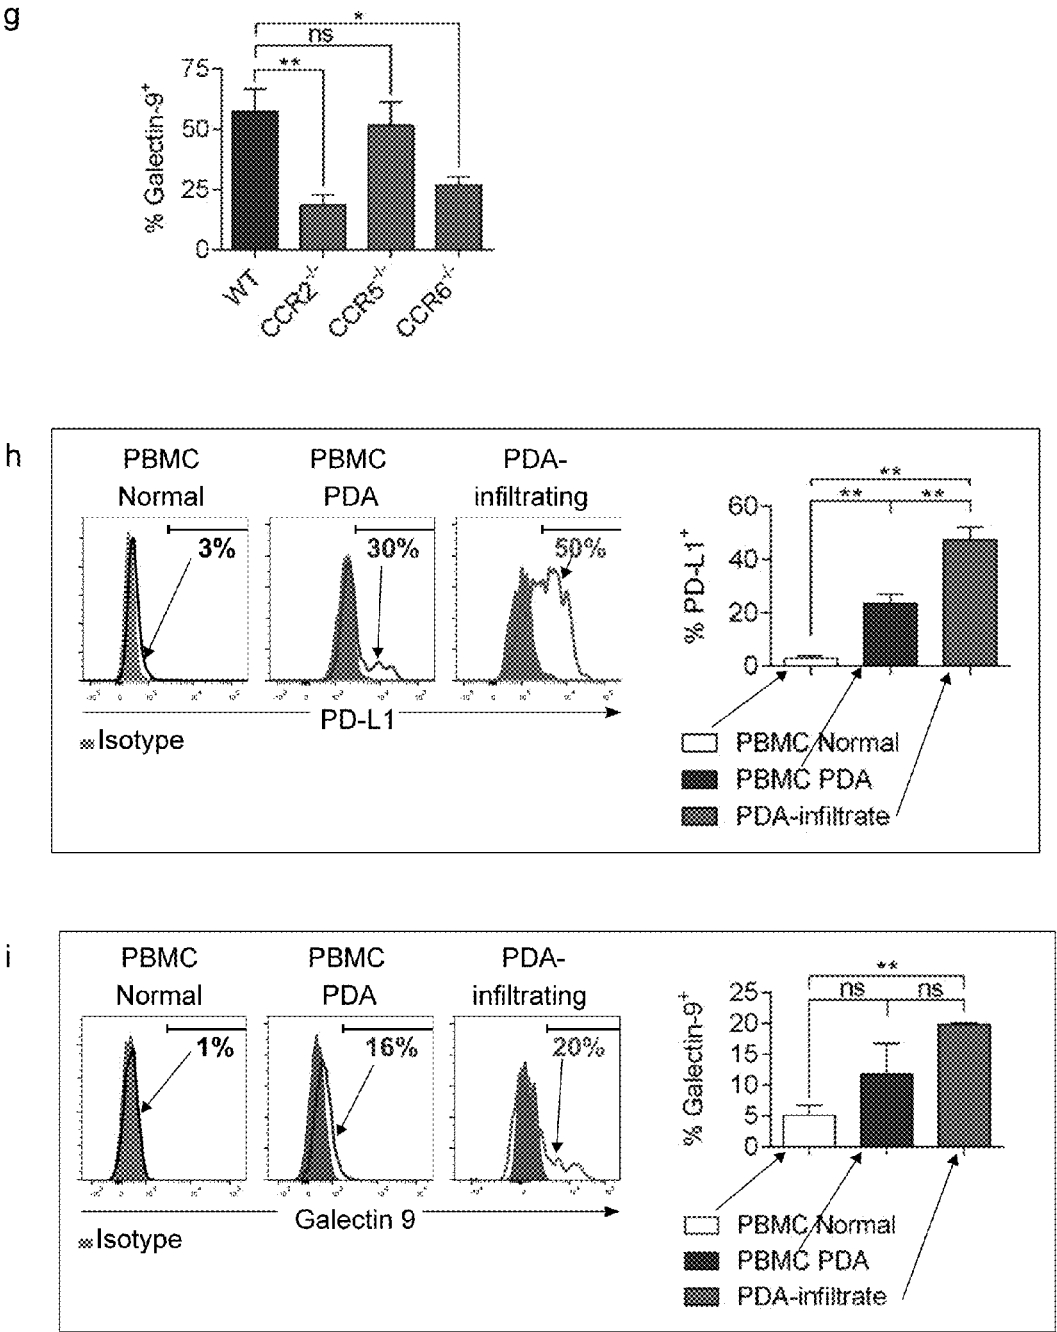 g
*
ns
**
% Galectin-9+
75
50
25
0
WT
CCR2-/-
CCR5-/-
CCR6-/-
h
PBMC Normal
PBMC PDA
PDA-infiltrating
3%
30%
50%
PD-L1
Isotype
% PD-L1+
**
** **
60
40
20
0
PBMC Normal
PBMC PDA
PDA-infiltrate
i
PBMC Normal
PBMC PDA
PDA-infiltrating
1%
16%
20%
Galectin 9
Isotype
% Galectin-9+
**
ns ns
25
20
15
10
5
0
PBMC Normal
PBMC PDA
PDA-infiltrate